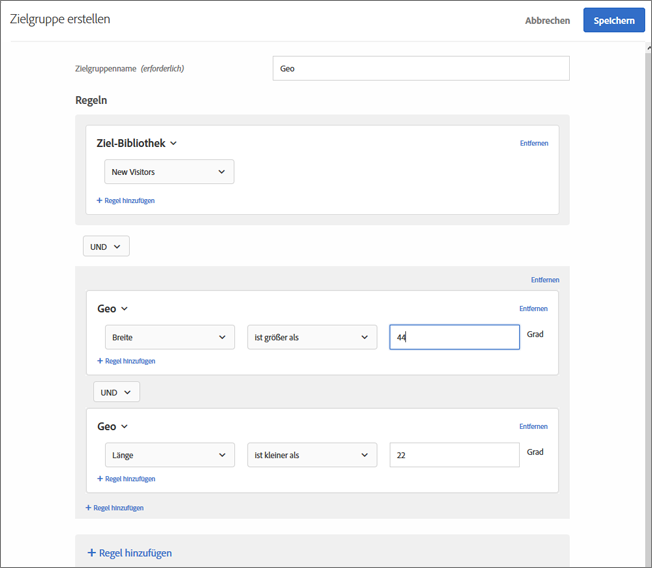 Zielgruppe erstellen
Abbrechen
Speichern
Zielgruppenname (erforderlich)
Geo
Regeln
Ziel-Bibliothek
Entfernen
New Visitors
+ Regel hinzufügen
UND
Entfernen
Geo
Entfernen
Breite
ist größer als
44
Grad
+ Regel hinzufügen
UND
Geo
Entfernen
Länge
ist kleiner als
22
Grad
+ Regel hinzufügen
+ Regel hinzufügen
+ Regel hinzufügen